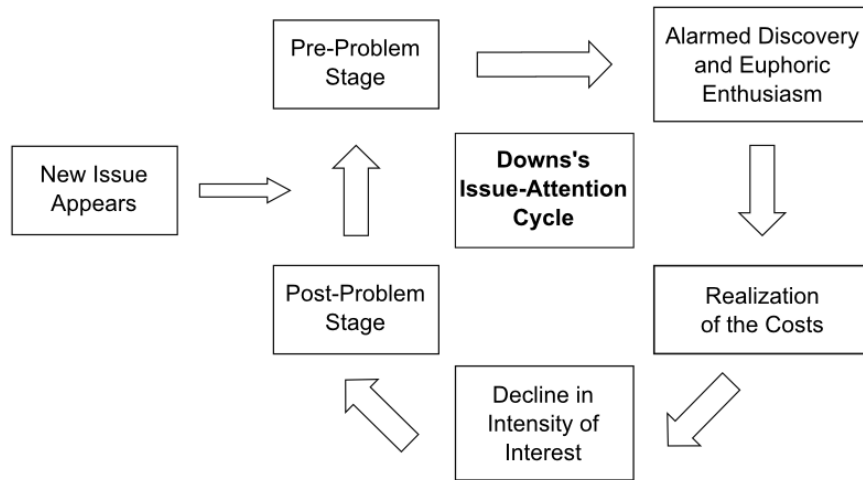 Pre-Problem
Stage
Alarmed Discovery
and Euphoric
Enthusiasm
New Issue
Appears
Downs's
Issue-Attention
Cycle
Post-Problem
Stage
Realization
of the Costs
Decline in
Intensity of
Interest